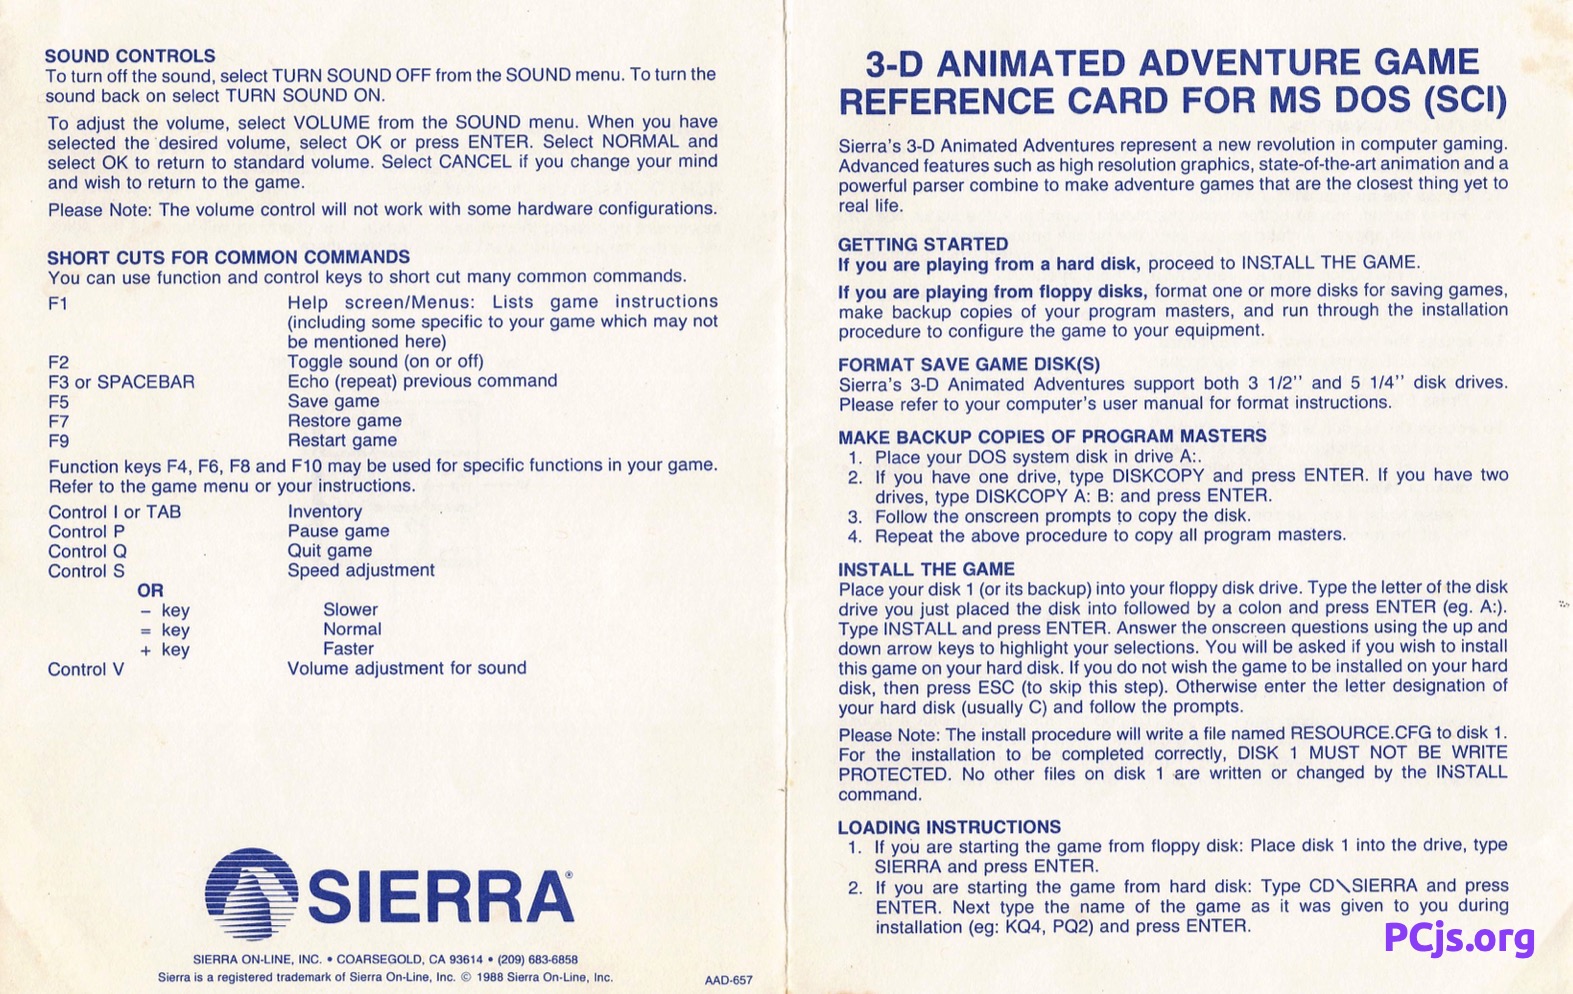 SOUND CONTROLS
To turn off the sound, select TURN SOUND OFF from the SOUND menu. To turn the
sound back on select TURN SOUND ON.
To adjust the volume, select VOLUME from the SOUND menu. When you have
selected the desired volume, select OK or press ENTER. Select NORMAL and
select OK to return to standard volume. Select CANCEL if you change your mind
and wish to return to the game.
Please Note: The volume control will not work with some hardware configurations.
SHORT CUTS FOR COMMON COMMANDS
You can use function and control keys to short cut many common commands.
F1 Help screen/Menus: Lists game instructions
(including some specific to your game which may not
be mentioned here)
F2 Toggle sound (on or off)
F3 or SPACEBAR Echo (repeat) previous command
F5 Save game
F7 Restore game
F9 Restart game
Function keys F4, F6, F8 and F10 may be used for specific functions in your game.
Refer to the game menu or your instructions.
Control I or TAB Inventory
Control P Pause game
Control Q Quit game
Control S Speed adjustment
OR
– key Slower
= key Normal
+ key Faster
Control V Volume adjustment for sound
SIERRA®
SIERRA ON-LINE, INC. • COARSEGOLD, CA 93614 • (209) 683-6858
Sierra is a registered trademark of Sierra On-Line, Inc. © 1988 Sierra On-Line, Inc.
AAD-657
3-D ANIMATED ADVENTURE GAME
REFERENCE CARD FOR MS DOS (SCI)
Sierra's 3-D Animated Adventures represent a new revolution in computer gaming.
Advanced features such as high resolution graphics, state-of-the-art animation and a
powerful parser combine to make adventure games that are the closest thing yet to
real life.
GETTING STARTED
If you are playing from a hard disk, proceed to INSTALL THE GAME.
If you are playing from floppy disks, format one or more disks for saving games,
make backup copies of your program masters, and run through the installation
procedure to configure the game to your equipment.
FORMAT SAVE GAME DISK(S)
Sierra's 3-D Animated Adventures support both 3 1/2'' and 5 1/4'' disk drives.
Please refer to your computer's user manual for format instructions.
MAKE BACKUP COPIES OF PROGRAM MASTERS
1. Place your DOS system disk in drive A:.
2. If you have one drive, type DISKCOPY and press ENTER. If you have two
drives, type DISKCOPY A: B: and press ENTER.
3. Follow the onscreen prompts to copy the disk.
4. Repeat the above procedure to copy all program masters.
INSTALL THE GAME
Place your disk 1 (or its backup) into your floppy disk drive. Type the letter of the disk
drive you just placed the disk into followed by a colon and press ENTER (eg. A:).
Type INSTALL and press ENTER. Answer the onscreen questions using the up and
down arrow keys to highlight your selections. You will be asked if you wish to install
this game on your hard disk. If you do not wish the game to be installed on your hard
disk, then press ESC (to skip this step). Otherwise enter the letter designation of
your hard disk (usually C) and follow the prompts.
Please Note: The install procedure will write a file named RESOURCE.CFG to disk 1.
For the installation to be completed correctly, DISK 1 MUST NOT BE WRITE
PROTECTED. No other files on disk 1 are written or changed by the INSTALL
command.
LOADING INSTRUCTIONS
1. If you are starting the game from floppy disk: Place disk 1 into the drive, type
SIERRA and press ENTER.
2. If you are starting the game from hard disk: Type CD\SIERRA and press
ENTER. Next type the name of the game as it was given to you during
installation (eg: KQ4, PQ2) and press ENTER.
PCjs.org